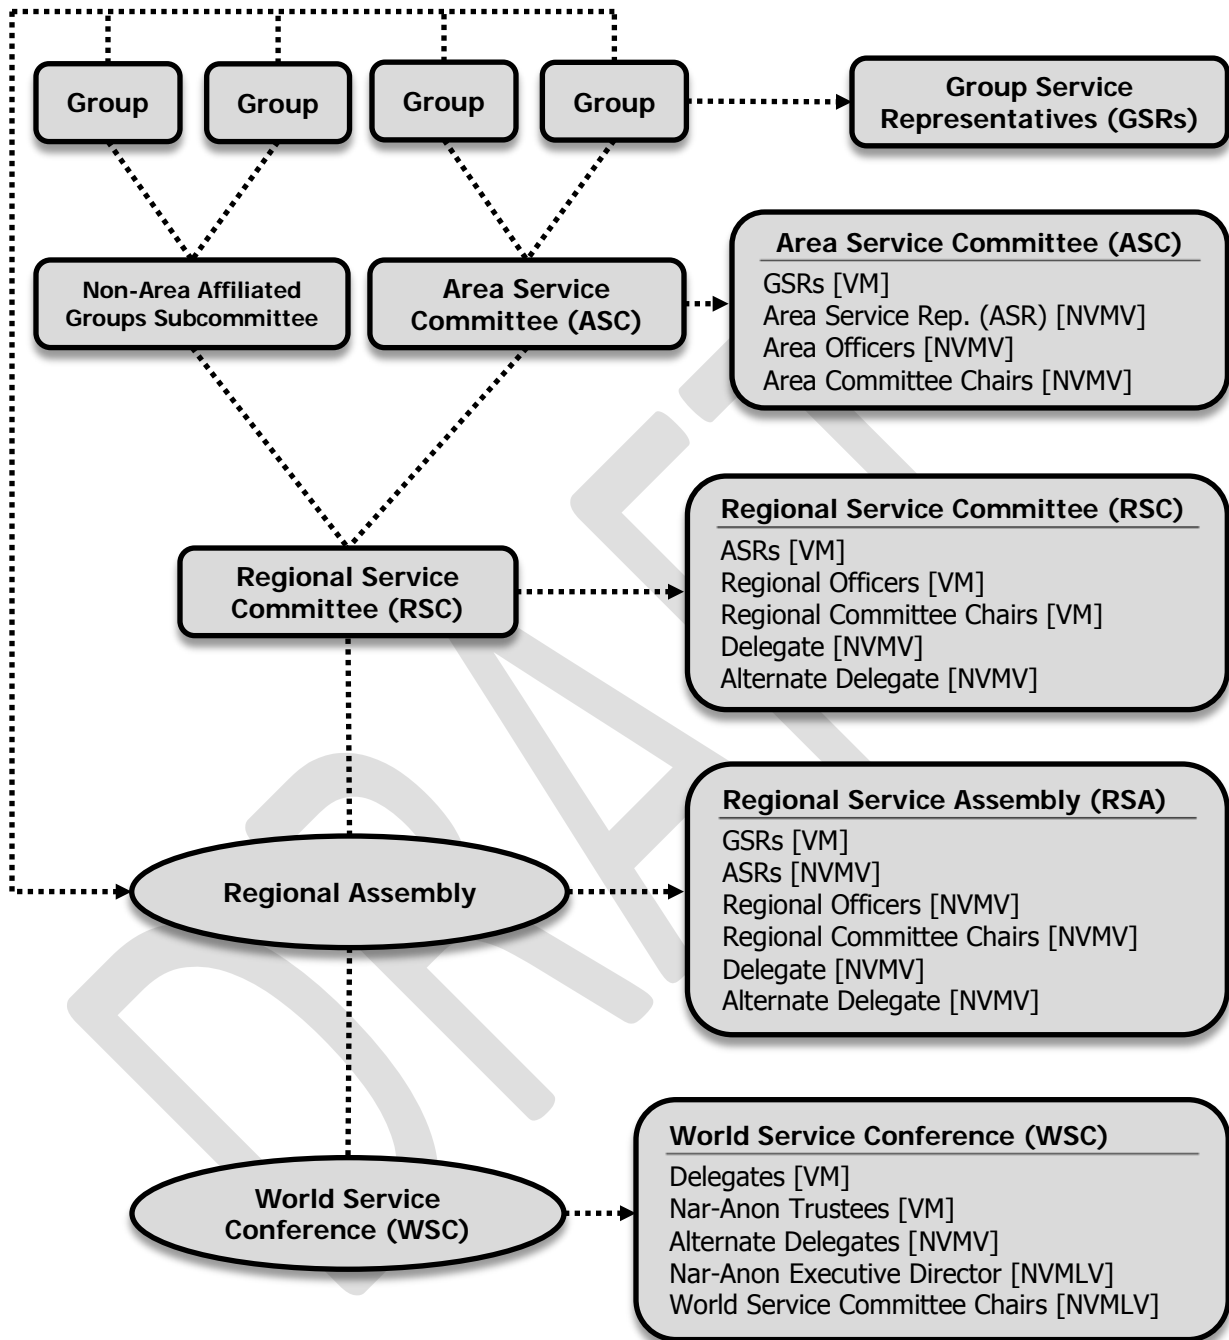 Group
Group
Group
Group
Group Service
Representatives (GSRs)
Area Service Committee (ASC)
GSRs [VM]
Area Service Rep. (ASR) [NVMV]
Area Officers [NVMV]
Area Committee Chairs [NVMV]
Non-Area Affiliated
Groups Subcommittee
Area Service
Committee (ASC)
Regional Service Committee (RSC)
ASRs [VM]
Regional Officers [VM]
Regional Committee Chairs [VM]
Delegate [NVMV]
Alternate Delegate [NVMV]
Regional Service
Committee (RSC)
Regional Service Assembly (RSA)
GSRs [VM]
ASRs [NVMV]
Regional Officers [NVMV]
Regional Committee Chairs [NVMV]
Delegate [NVMV]
Alternate Delegate [NVMV]
Regional Assembly
World Service Conference (WSC)
Delegates [VM]
Nar-Anon Trustees [VM]
Alternate Delegates [NVMV]
Nar-Anon Executive Director [NVMLV]
World Service Committee Chairs [NVMLV]
World Service
Conference (WSC)
DRAFT